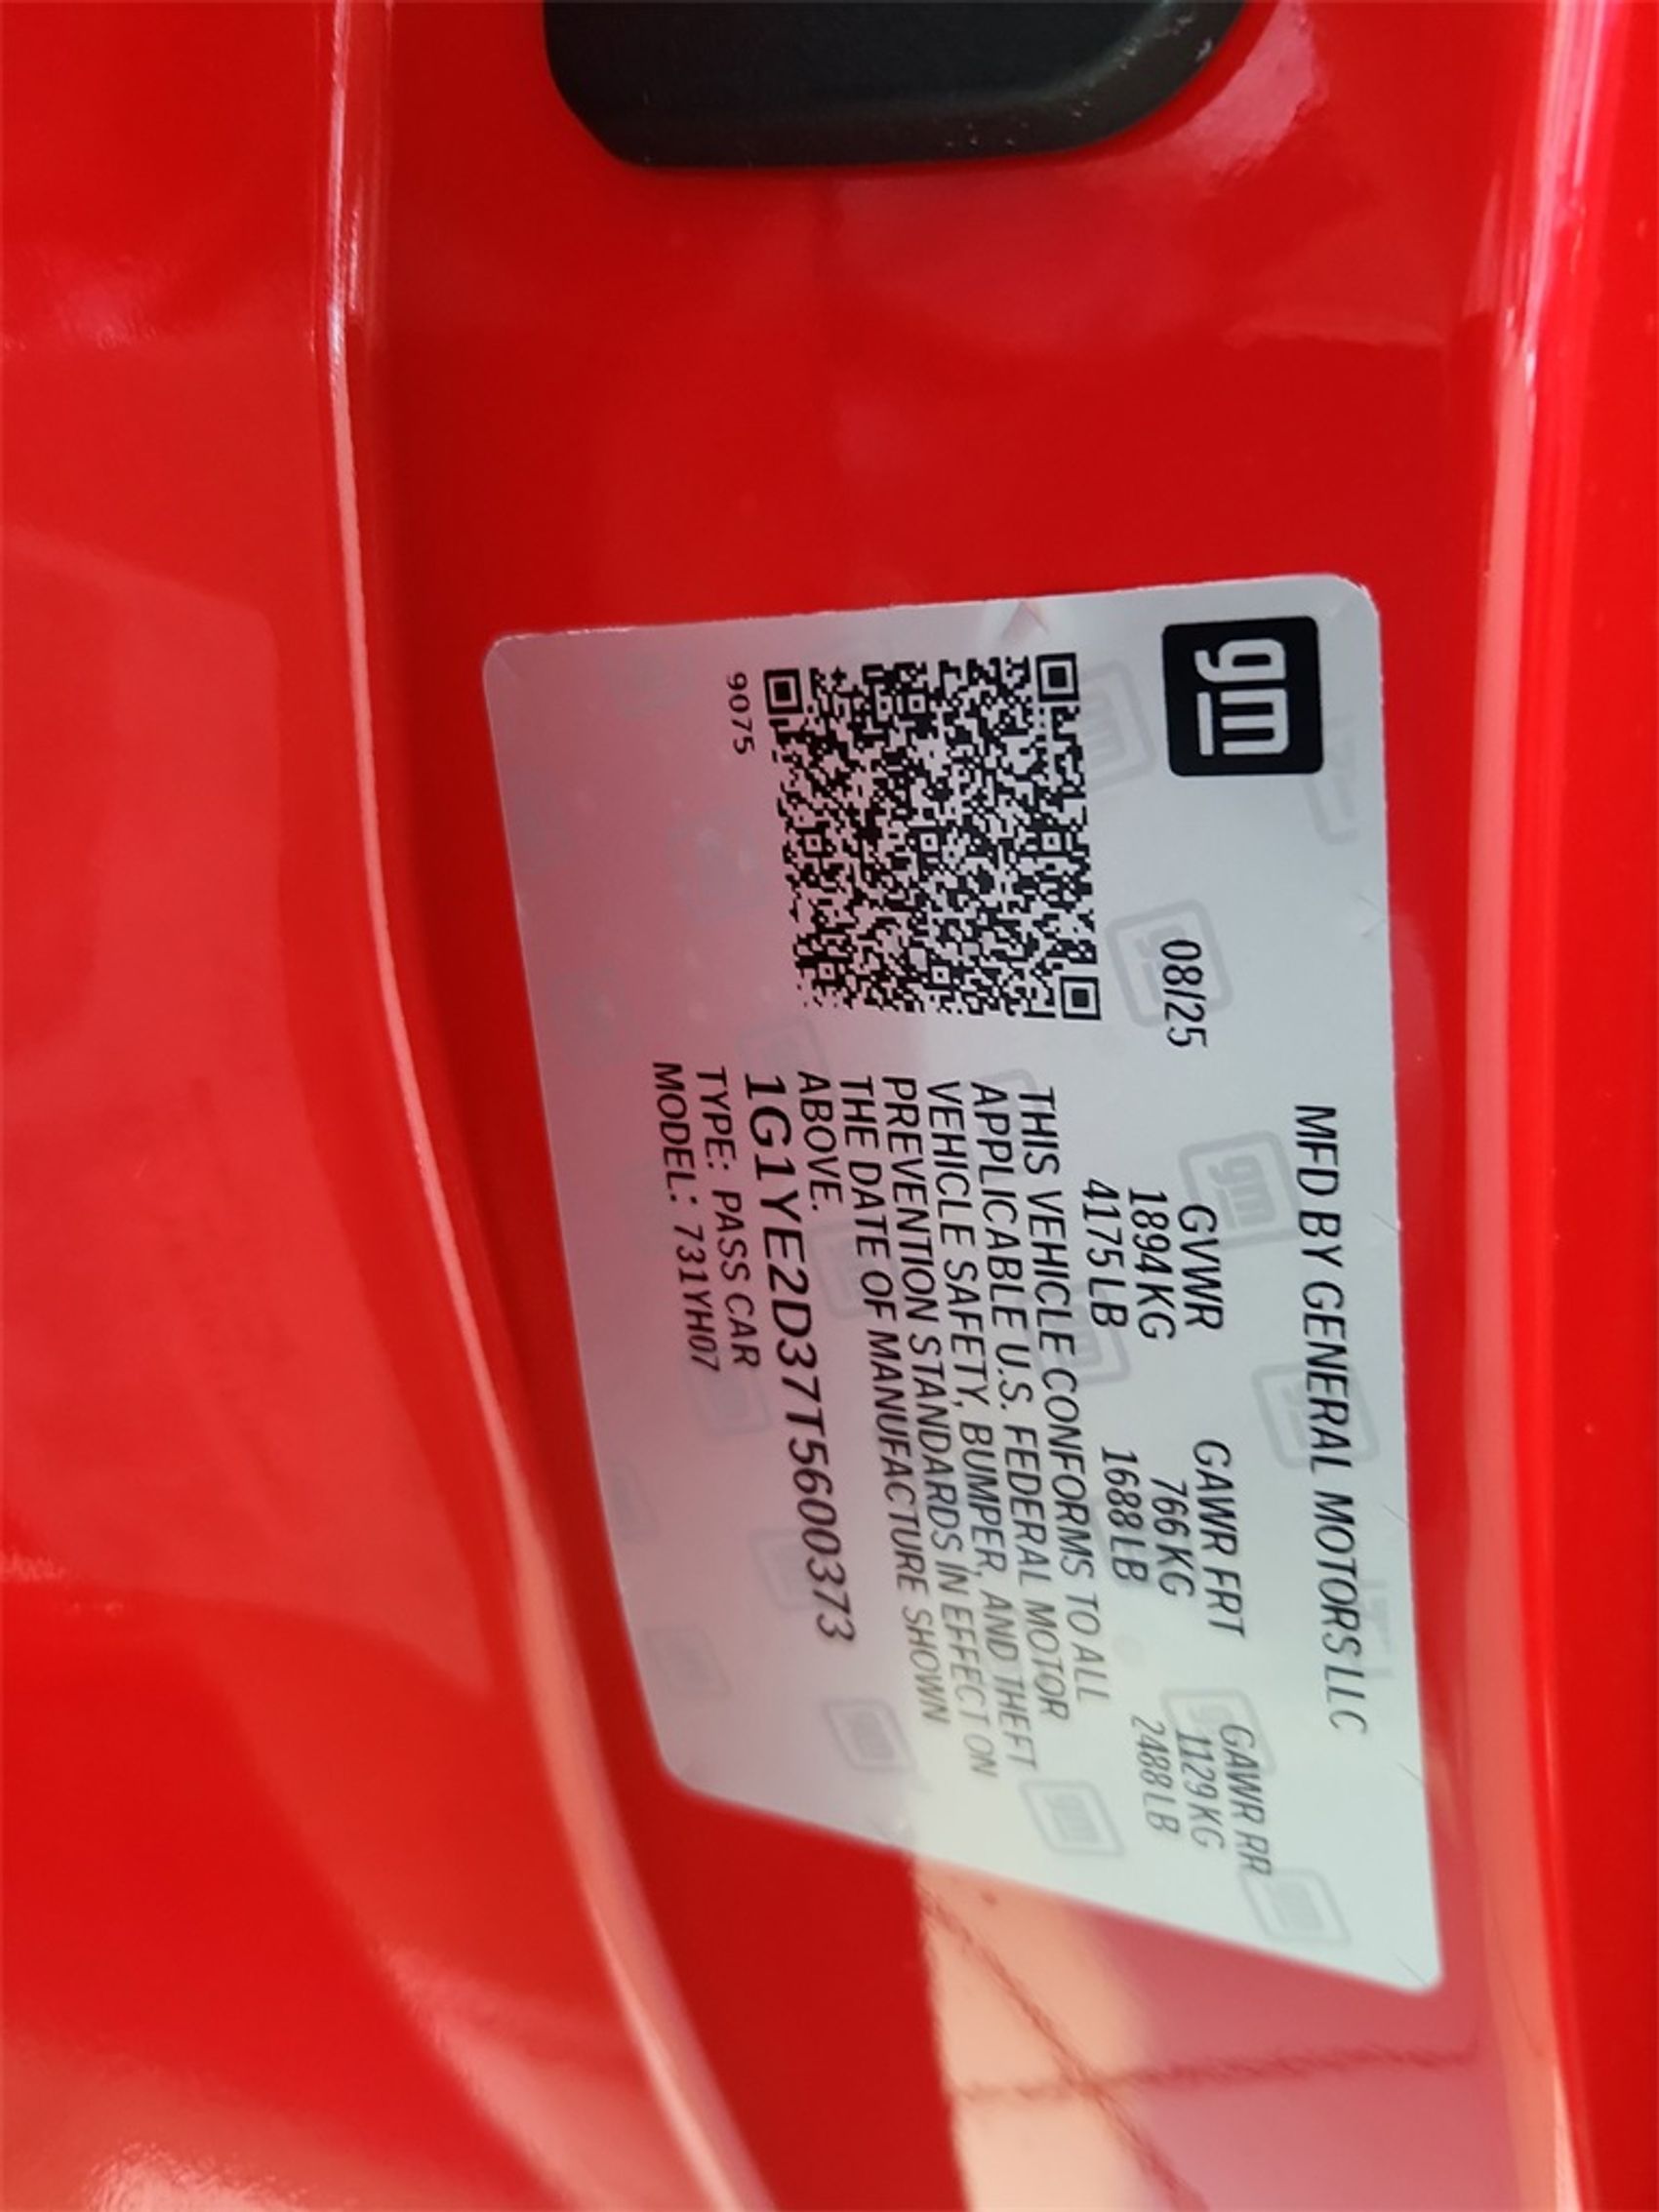 gm
MFD BY GENERAL MOTORS LLC
08/25
GVWR GAWR FRT GAWR RR
1894 KG 766 KG 1129 KG
4175 LB 1688 LB 2488 LB
THIS VEHICLE CONFORMS TO ALL
APPLICABLE U.S. FEDERAL MOTOR
VEHICLE SAFETY, BUMPER, AND THEFT
PREVENTION STANDARDS IN EFFECT ON
THE DATE OF MANUFACTURE SHOWN
ABOVE.
1G1YE2D37T5600373
TYPE: PASS CAR
MODEL: 731YH07
9075